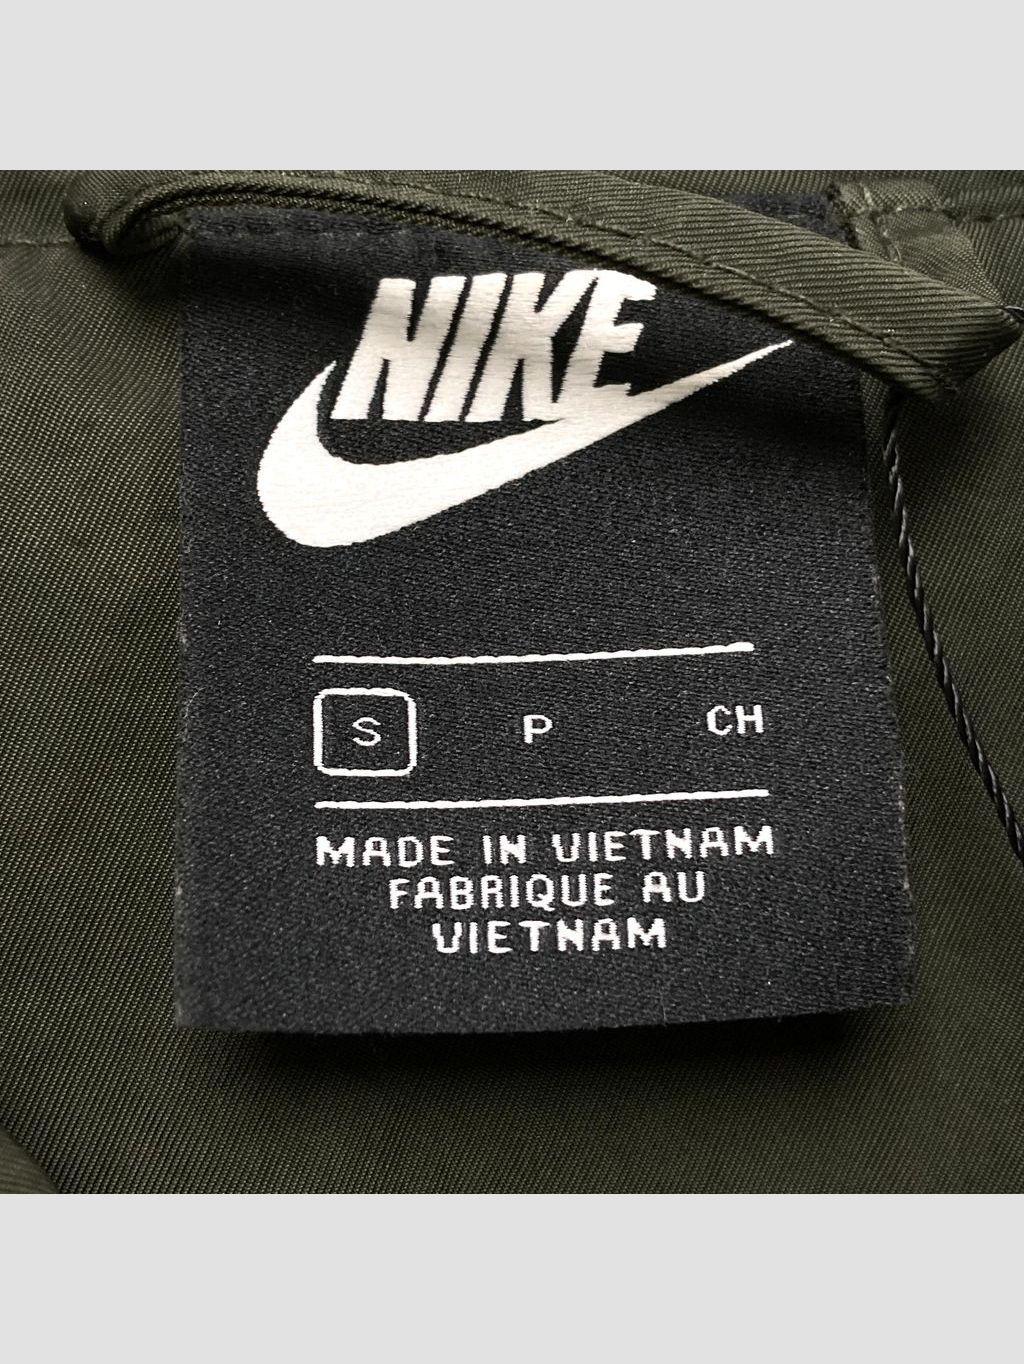 NIKE
S P CH
MADE IN VIETNAM
FABRIQUE AU
VIETNAM